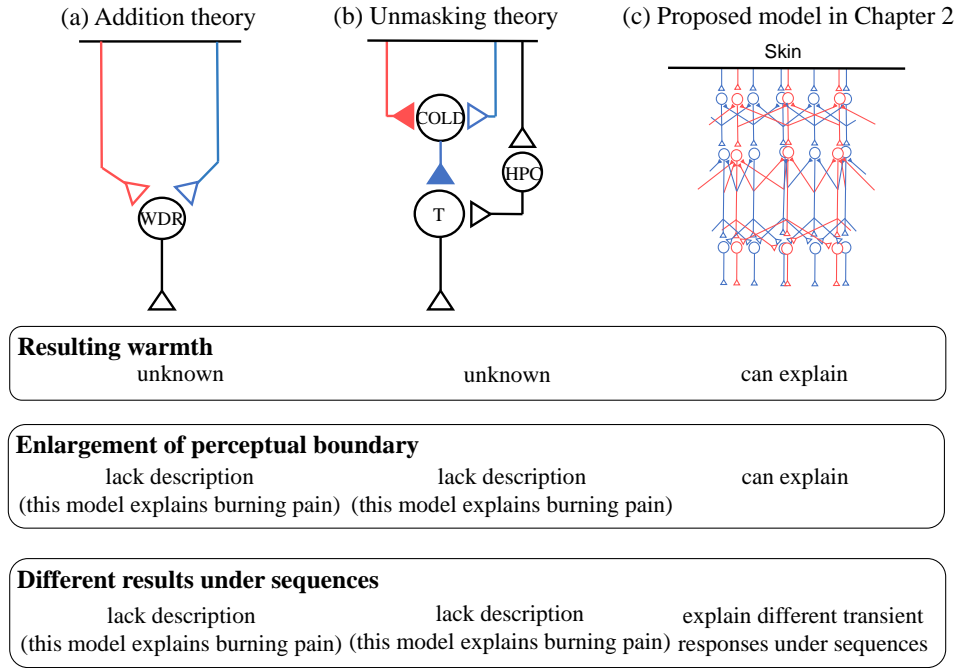 (a) Addition theory
(b) Unmasking theory
(c) Proposed model in Chapter 2
Skin
COLD
HPC
WDR
T
Resulting warmth
unknown
unknown
can explain
Enlargement of perceptual boundary
lack description
(this model explains burning pain)
lack description
(this model explains burning pain)
can explain
Different results under sequences
lack description
(this model explains burning pain)
lack description
(this model explains burning pain)
explain different transient
responses under sequences